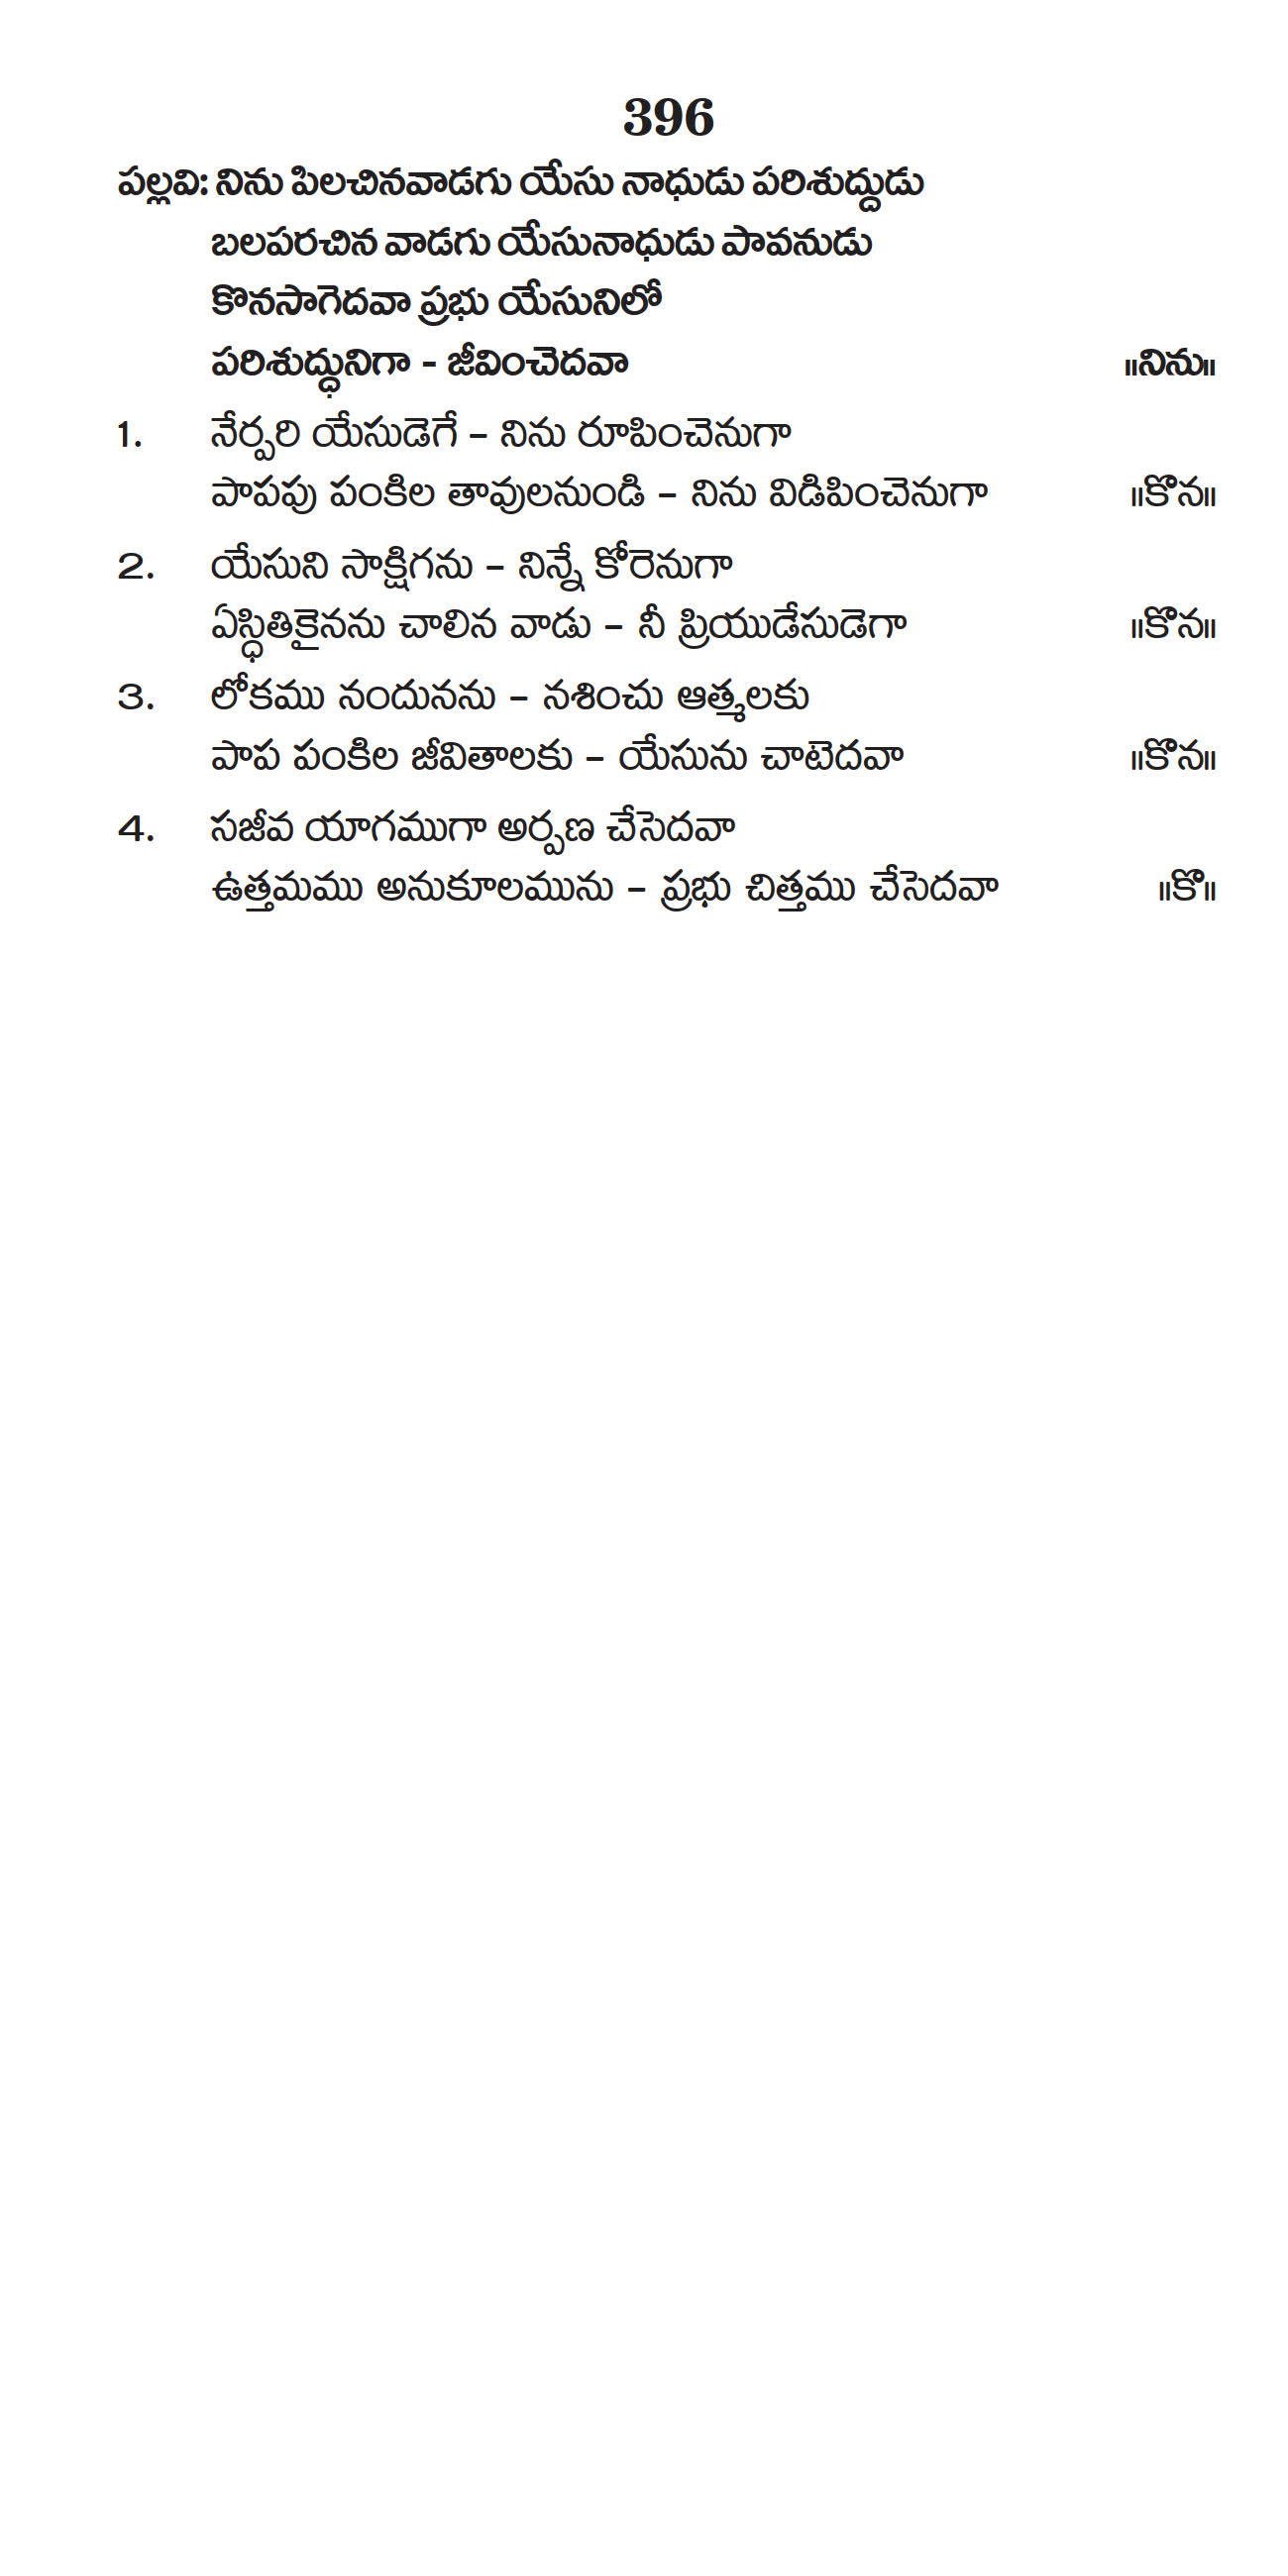 396
పల్లవి: నిను పిలచినవాడగు యేసు నాధుడు పరిశుద్దుడు
బలపరచిన వాడగు యేసునాధుడు పావనుడు
కొనసాగెదవా ప్రభు యేసునిలో
పరిశుద్ధునిగా - జీవించెదవా ॥నిను॥
1. నేర్పరి యేసుడెగే – నిను రూపించెనుగా
పాపపు పంకిల తావులనుండి – నిను విడిపించెనుగా ॥కొన॥
2. యేసుని సాక్షిగను – నిన్నే కోరెనుగా
ఏస్ధితికైనను చాలిన వాడు – నీ ప్రియుడేసుడెగా ॥కొన॥
3. లోకము నందునను – నశించు ఆత్మలకు
పాప పంకిల జీవితాలకు – యేసును చాటెదవా ॥కొన॥
4. సజీవ యాగముగా అర్పణ చేసెదవా
ఉత్తమము అనుకూలమును – ప్రభు చిత్తము చేసెదవా ॥కొ॥